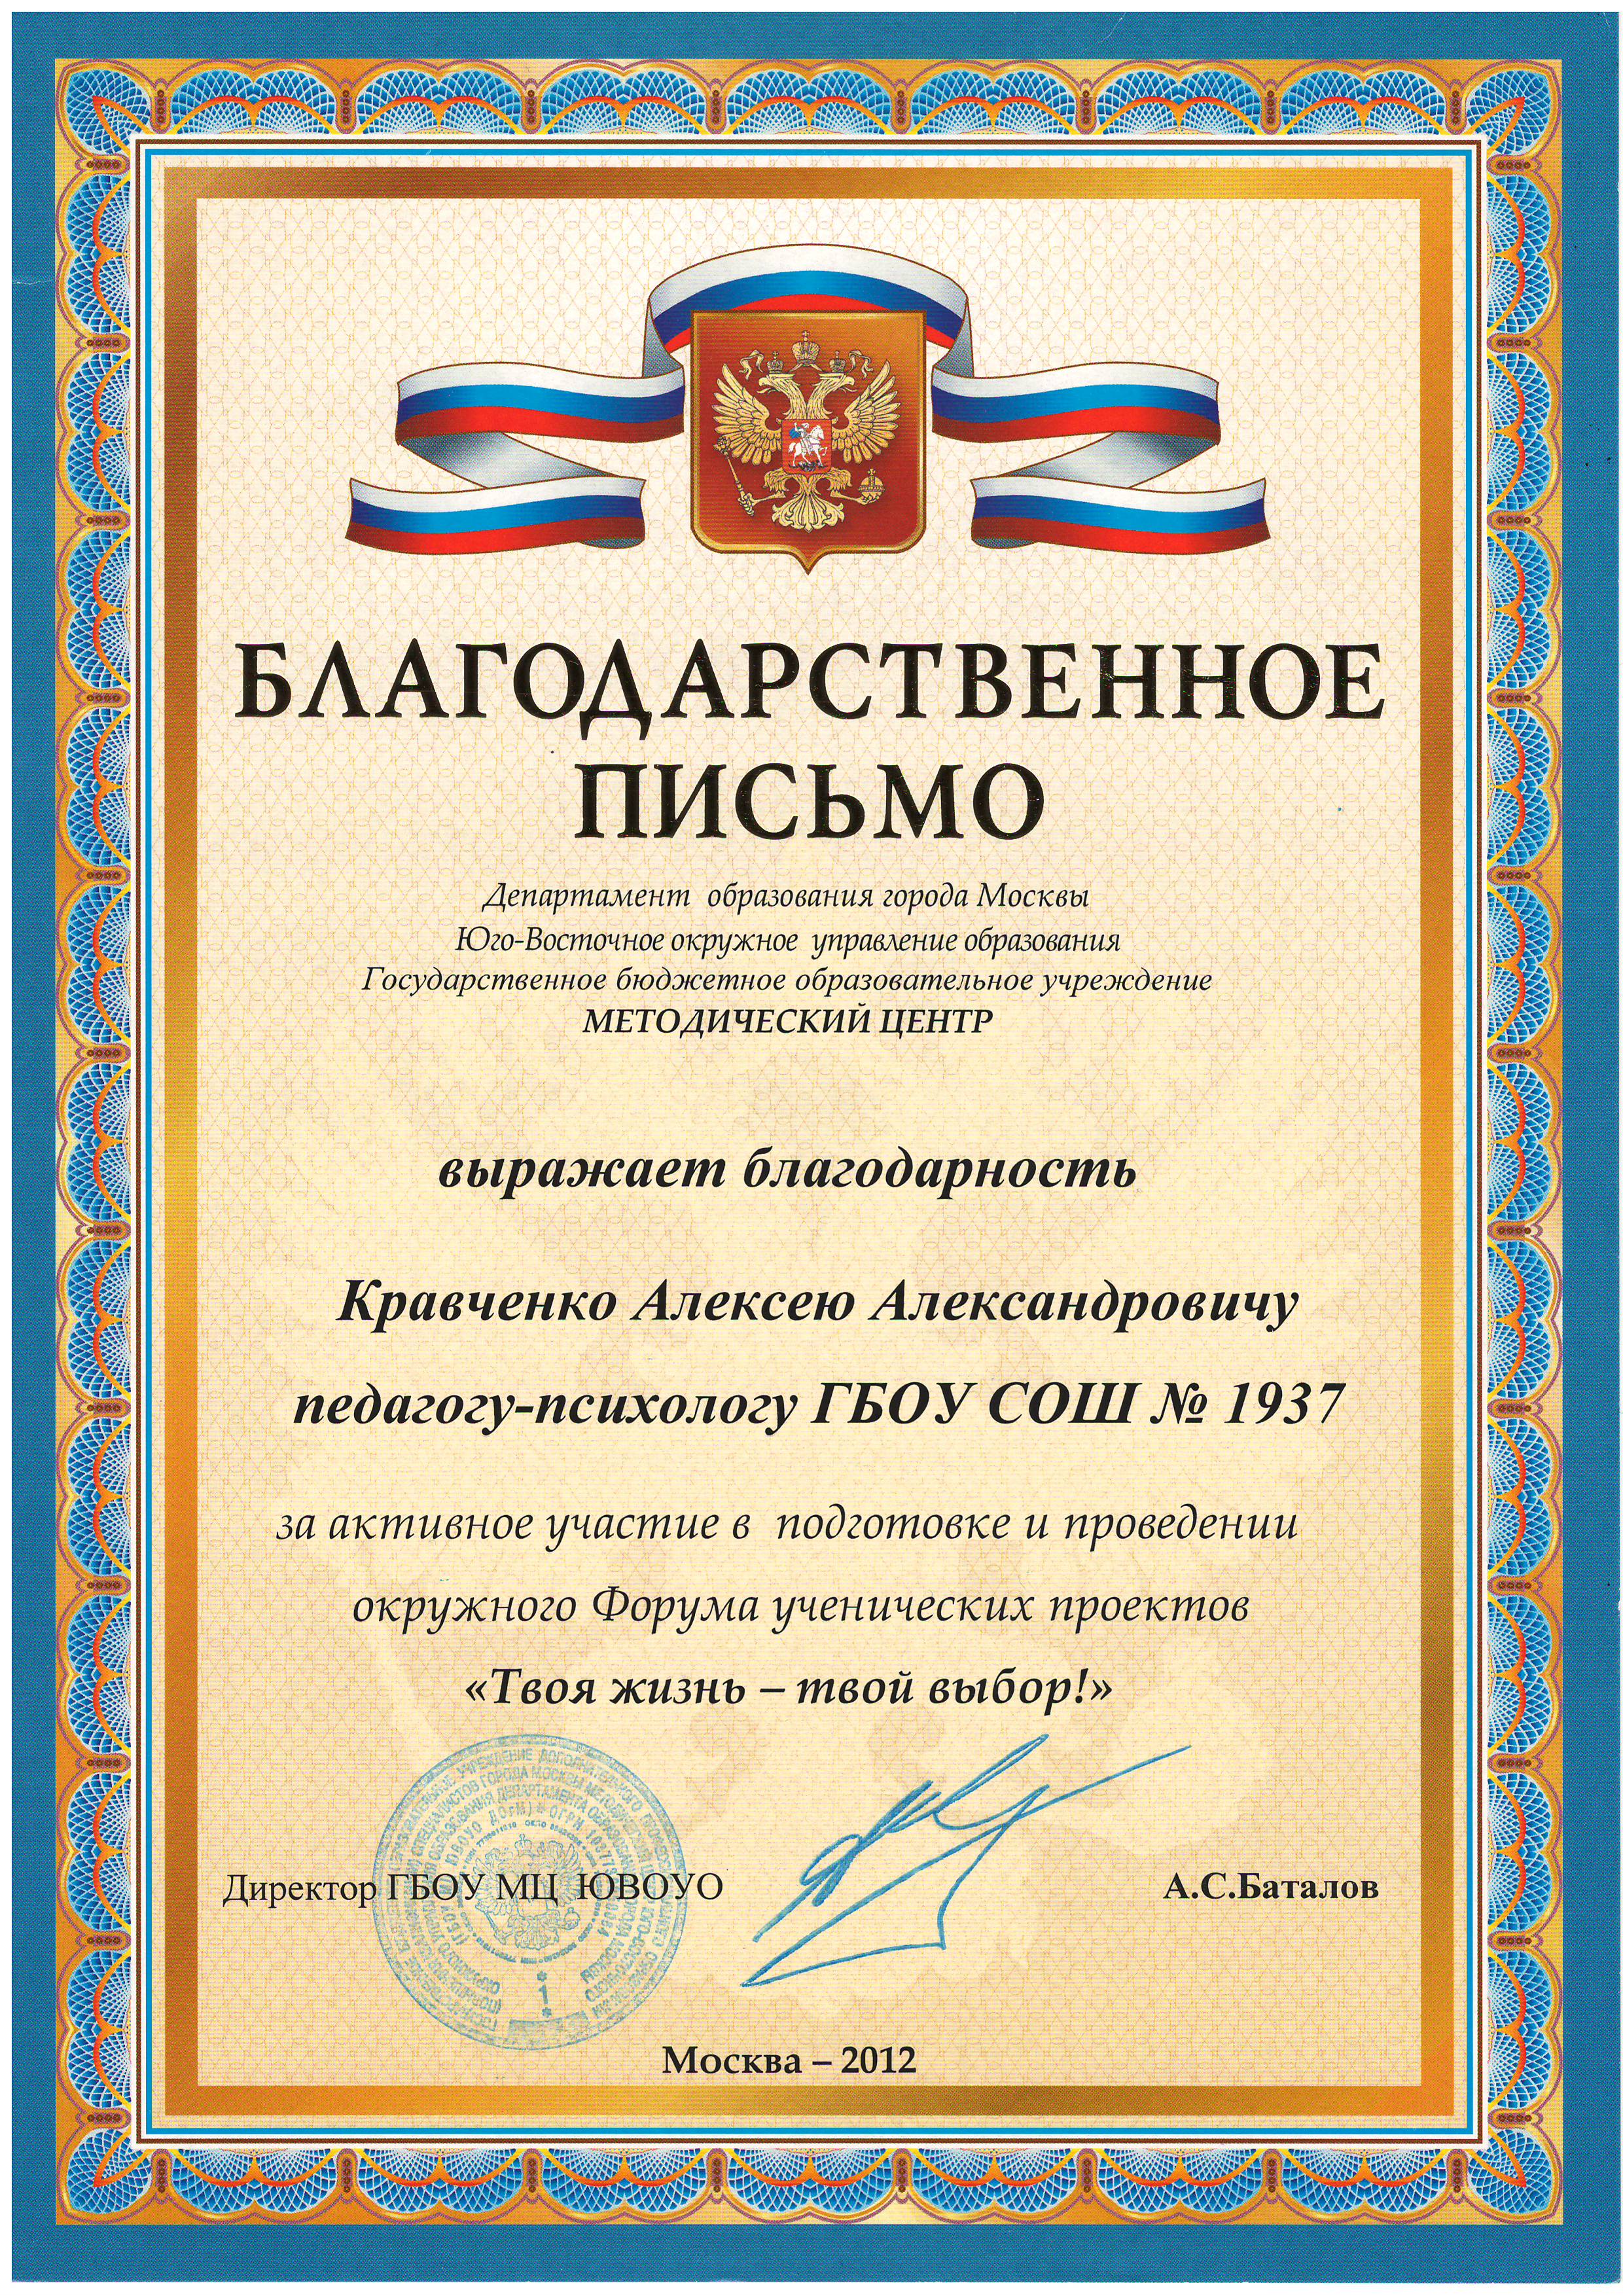 БЛАГОДАРСТВЕННОЕ
ПИСЬМО
Департамент образования города Москвы
Юго-Восточное окружное управление образования
Государственное бюджетное образовательное учреждение
МЕТОДИЧЕСКИЙ ЦЕНТР
выражает благодарность
Кравченко Алексею Александровичу
педагогу-психологу ГБОУ СОШ № 1937
за активное участие в подготовке и проведении
окружного Форума ученических проектов
«Твоя жизнь – твой выбор!»
Директор ГБОУ МЦ ЮВОУО
А.С.Баталов
* 1 *
Москва – 2012